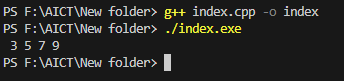 PS F:\AICT\New folder> g++ index.cpp -o index
PS F:\AICT\New folder> ./index.exe
3 5 7 9
PS F:\AICT\New folder>